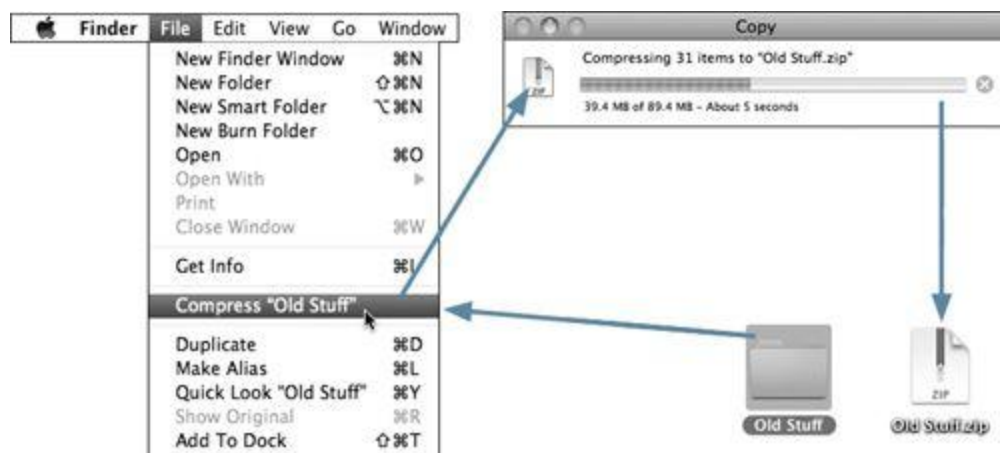 Finder File Edit View Go Window
New Finder Window ⌘N
New Folder ⇧⌘N
New Smart Folder ⌥⌘N
New Burn Folder
Open ⌘O
Open With ▶
Print
Close Window ⌘W
Get Info ⌘I
Compress "Old Stuff"
Duplicate ⌘D
Make Alias ⌘L
Quick Look "Old Stuff" ⌘Y
Show Original ⌘R
Add To Dock ⇧⌘T
Copy
Compressing 31 items to "Old Stuff.zip"
ZIP
39.4 MB of 89.4 MB - About 5 seconds
ZIP
Old Stuff
Old Stuff.zip